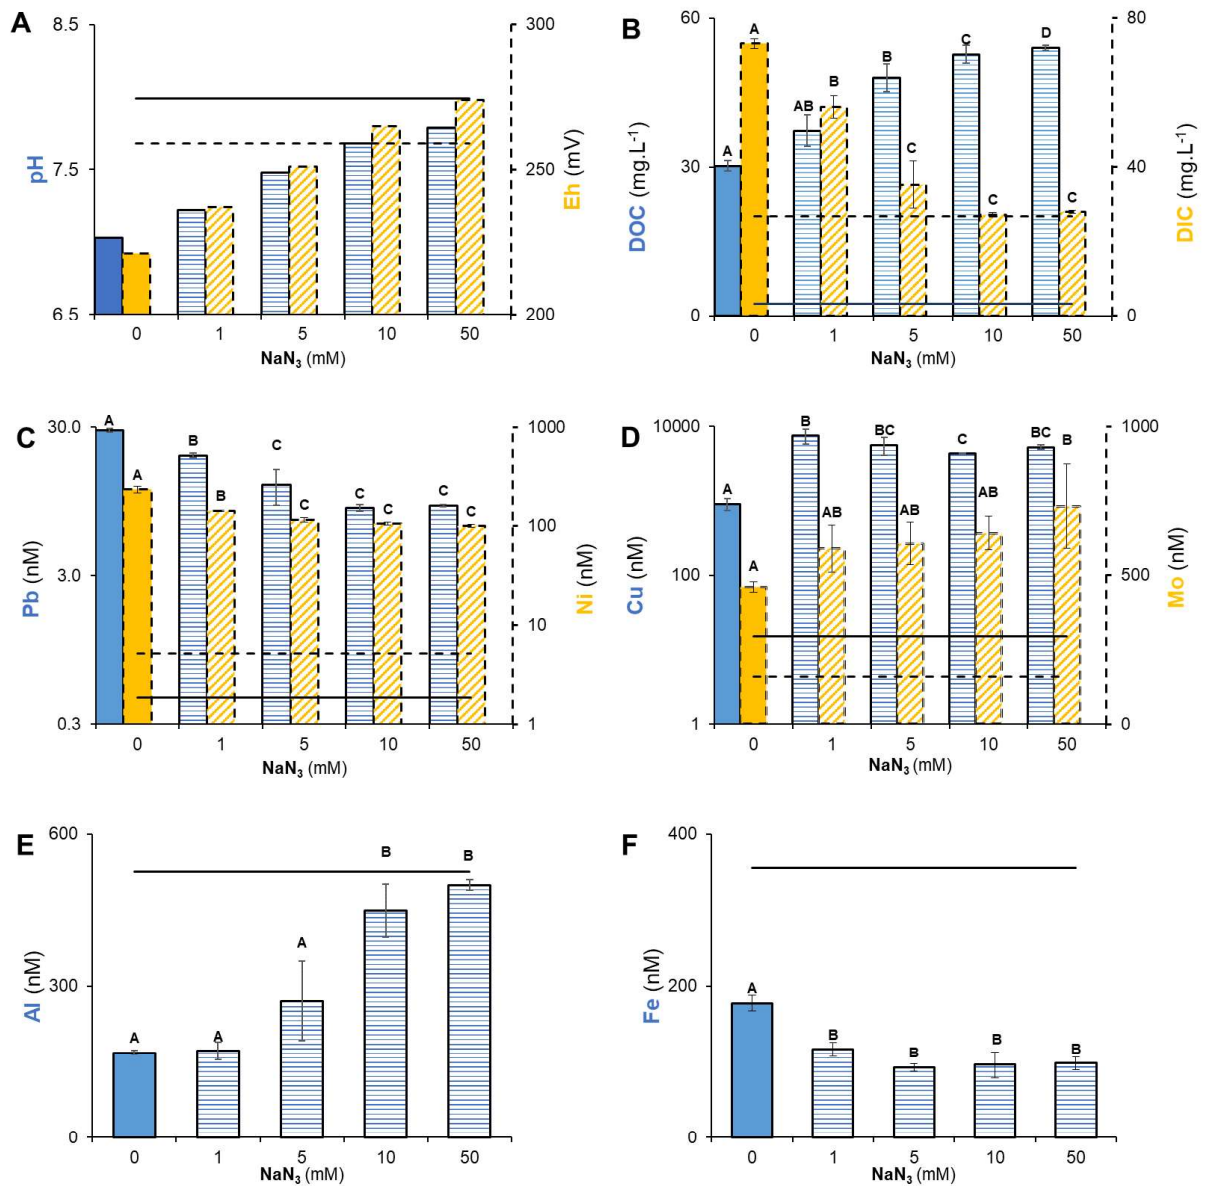 A
8.5
7.5
6.5
pH
300
250
200
Eh (mV)
0 1 5 10 50
NaN₃ (mM)
B
60
30
0
DOC (mg.L⁻¹)
80
40
0
DIC (mg.L⁻¹)
A A AB B B C C C D C
0 1 5 10 50
NaN₃ (mM)
C
30.0
3.0
0.3
Pb (nM)
1000
100
10
1
Ni (nM)
A A B B C C C C C C
0 1 5 10 50
NaN₃ (mM)
D
10000
100
1
Cu (nM)
1000
500
0
Mo (nM)
A A B AB BC AB C AB BC B
0 1 5 10 50
NaN₃ (mM)
E
600
300
0
Al (nM)
A A A B B
0 1 5 10 50
NaN₃ (mM)
F
400
200
0
Fe (nM)
A B B B B
0 1 5 10 50
NaN₃ (mM)